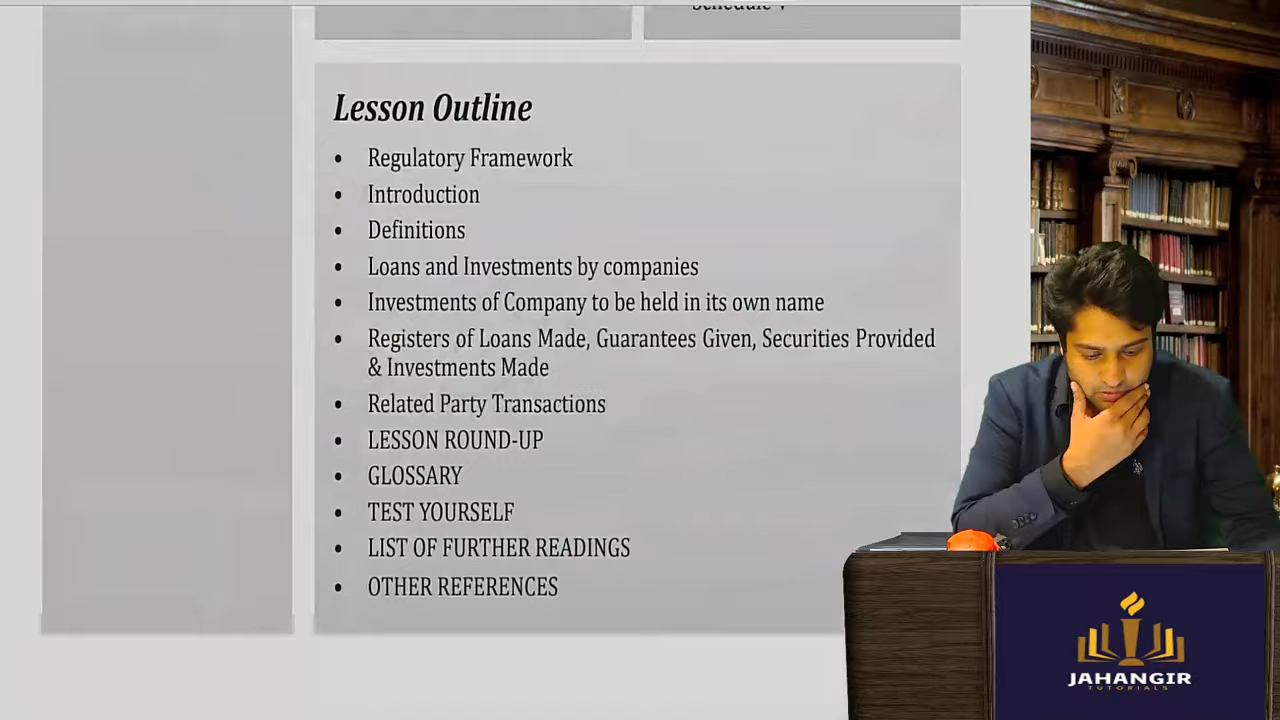 Schedule V
Lesson Outline
• Regulatory Framework
• Introduction
• Definitions
• Loans and Investments by companies
• Investments of Company to be held in its own name
• Registers of Loans Made, Guarantees Given, Securities Provided
& Investments Made
• Related Party Transactions
• LESSON ROUND-UP
• GLOSSARY
• TEST YOURSELF
• LIST OF FURTHER READINGS
• OTHER REFERENCES
JAHANGIR
TUTORIALS